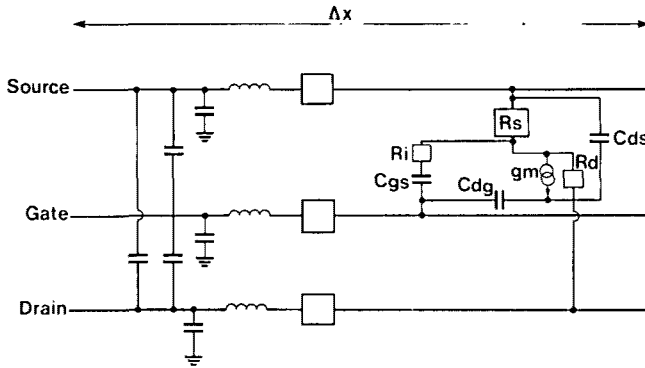 Δx
Source
Rs
Cds
Ri
gm
Rd
Cgs
Cdg
Gate
Drain